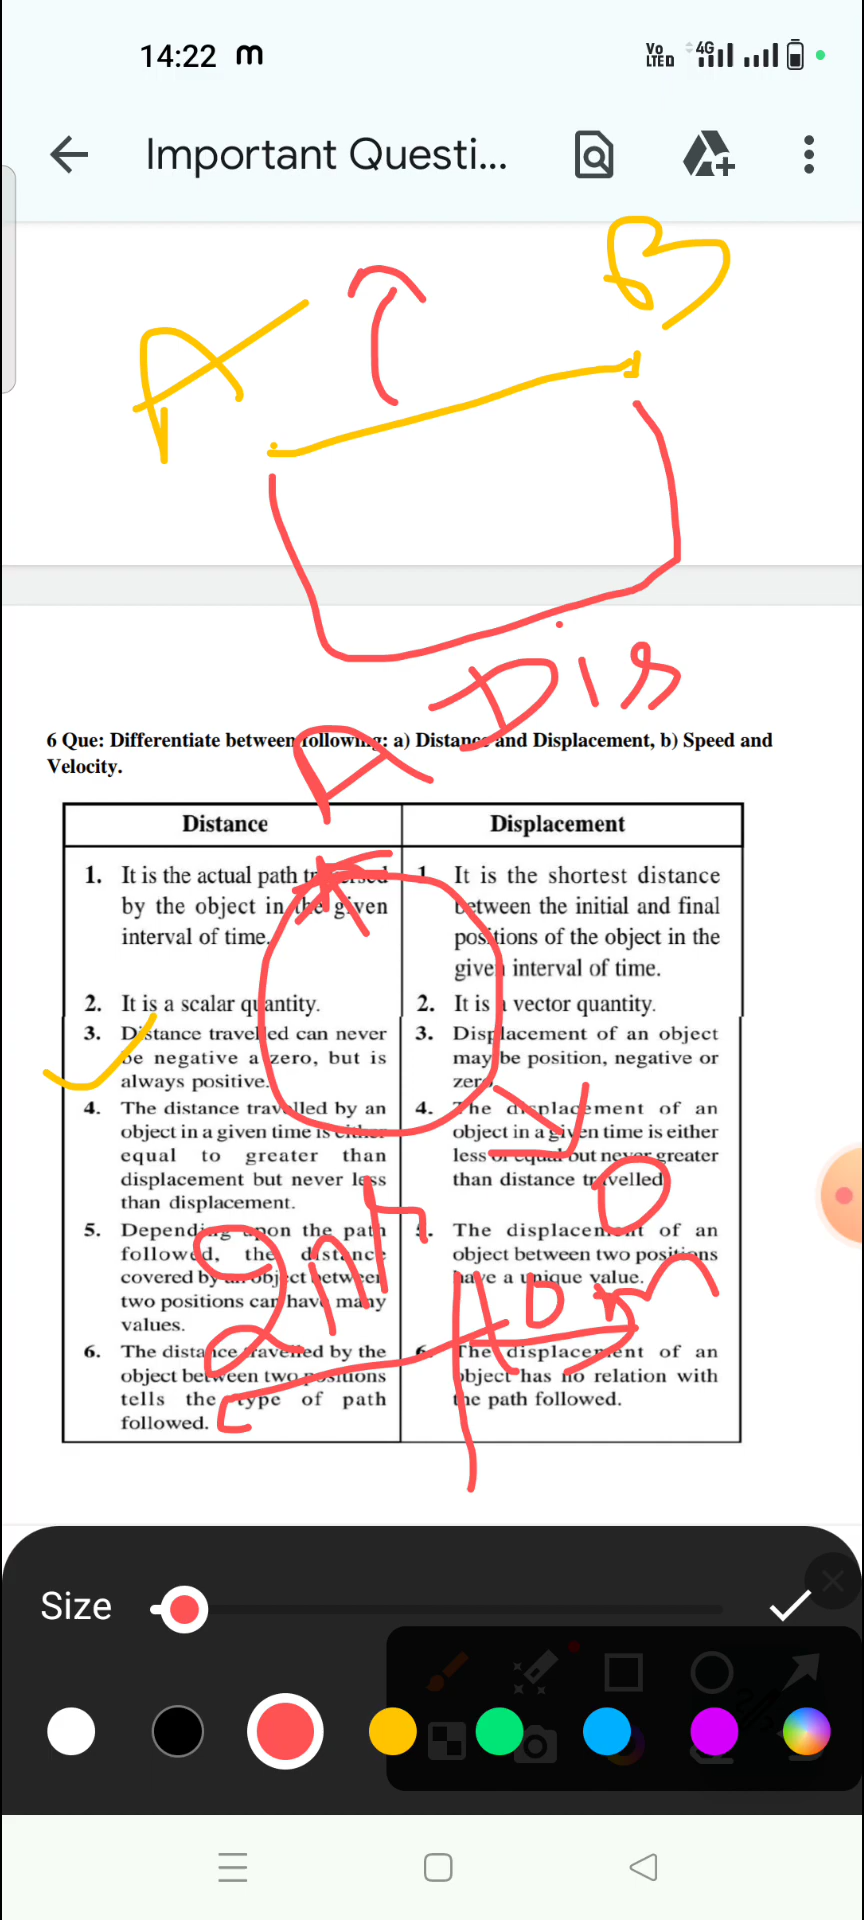 14:22 m
Vo LTE 4G
Important Questi...
A B
DIS
6 Que: Differentiate between following: a) Distance and Displacement, b) Speed and
Velocity.
A
Distance
1. It is the actual path traversed
by the object in the given
interval of time.
2. It is a scalar quantity.
3. Distance travelled can never
be negative a zero, but is
always positive.
4. The distance travelled by an
object in a given time is either
equal to greater than
displacement but never less
than displacement.
5. Depending upon the path
followed, the distance
covered by an object between
two positions can have many
values.
6. The distance travelled by the
object between two positions
tells the type of path
followed.
Displacement
1. It is the shortest distance
between the initial and final
positions of the object in the
given interval of time.
2. It is a vector quantity.
3. Displacement of an object
may be position, negative or
zero.
4. The displacement of an
object in a given time is either
less or equal but never greater
than distance travelled
5. The displacement of an
object between two positions
have a unique value.
6. The displacement of an
object has no relation with
the path followed.
Size